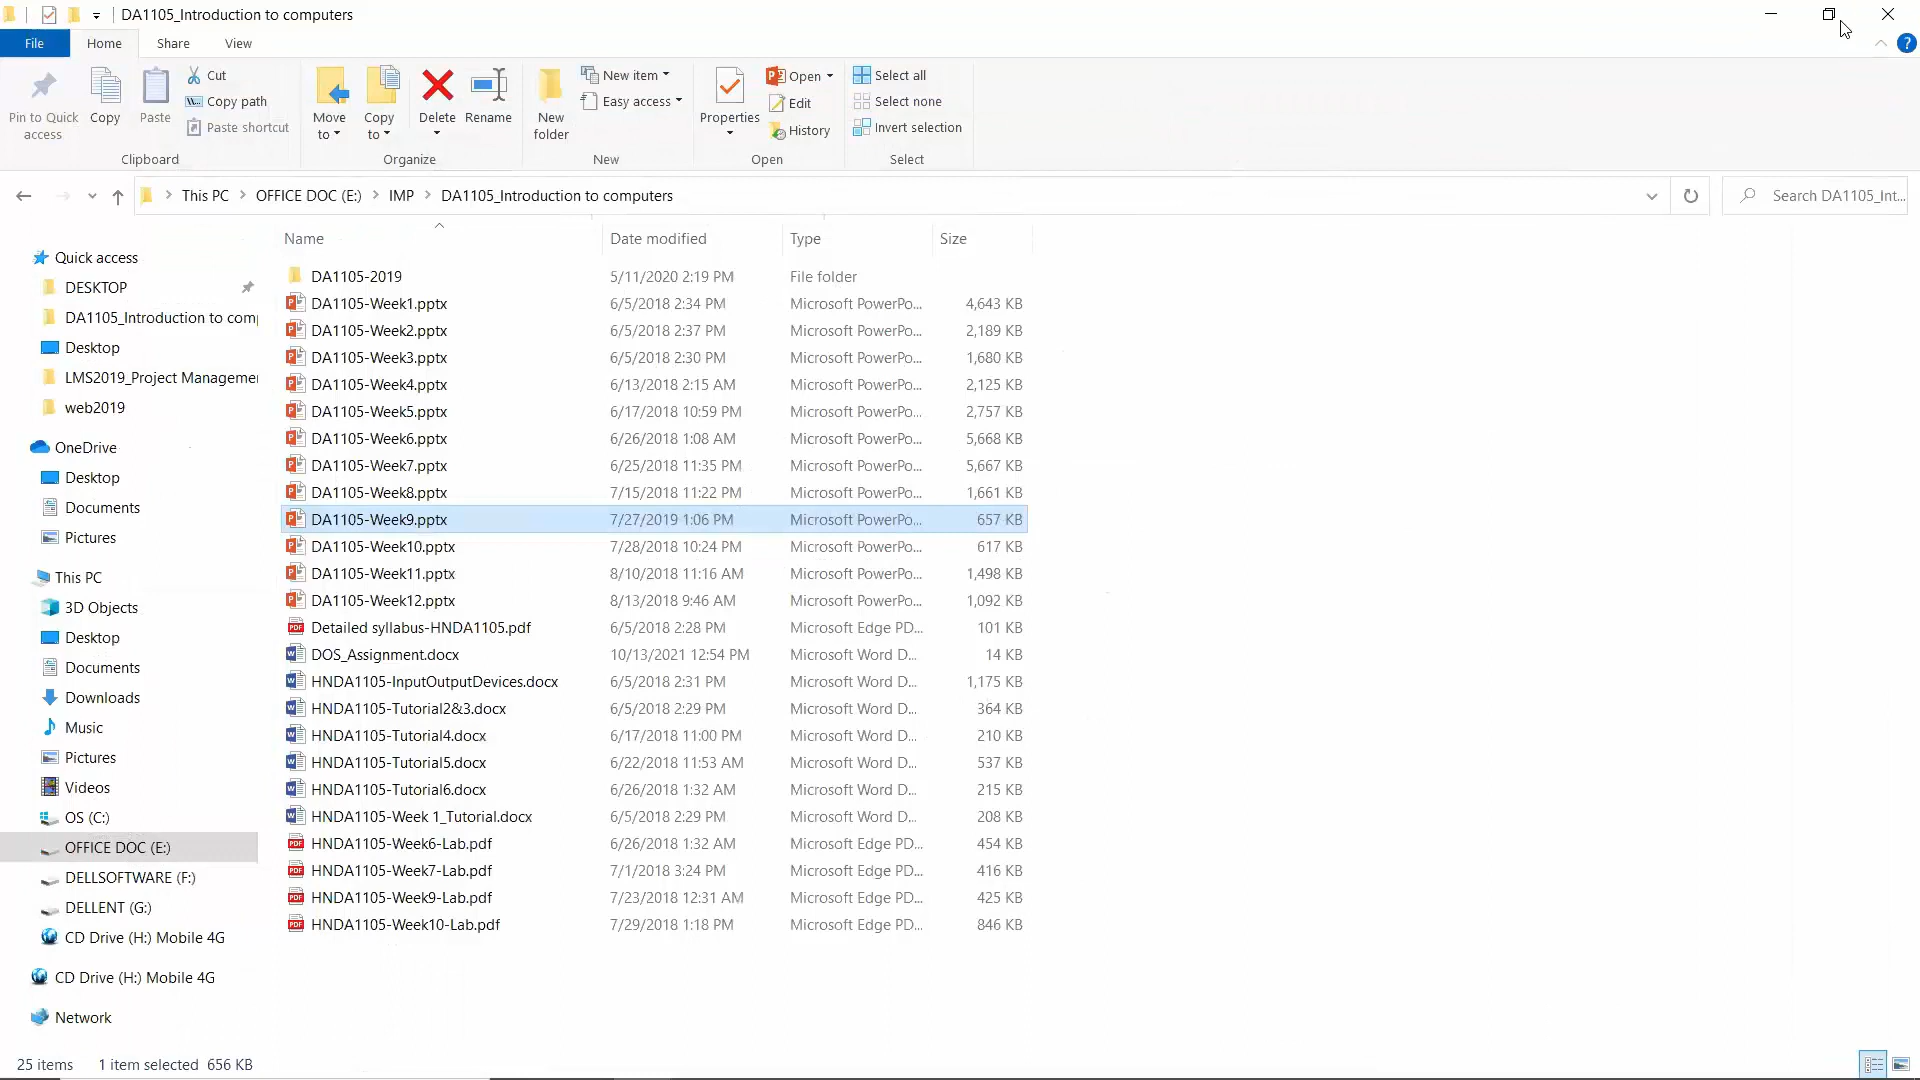 DA1105_Introduction to computers
File Home Share View
Pin to Quick access
Copy
Paste
Cut
Copy path
Paste shortcut
Clipboard
Move to
Copy to
Delete
Rename
Organize
New folder
New item
Easy access
New
Properties
Open
Edit
History
Open
Select all
Select none
Invert selection
Select
This PC OFFICE DOC (E:) IMP DA1105_Introduction to computers
Search DA1105_Int...
Name Date modified Type Size
Quick access
DESKTOP
DA1105_Introduction to com
Desktop
LMS2019_Project Manageme
web2019
OneDrive
Desktop
Documents
Pictures
This PC
3D Objects
Desktop
Documents
Downloads
Music
Pictures
Videos
OS (C:)
OFFICE DOC (E:)
DELLSOFTWARE (F:)
DELLENT (G:)
CD Drive (H:) Mobile 4G
CD Drive (H:) Mobile 4G
Network
DA1105-2019 5/11/2020 2:19 PM File folder
DA1105-Week1.pptx 6/5/2018 2:34 PM Microsoft PowerPo... 4,643 KB
DA1105-Week2.pptx 6/5/2018 2:37 PM Microsoft PowerPo... 2,189 KB
DA1105-Week3.pptx 6/5/2018 2:30 PM Microsoft PowerPo... 1,680 KB
DA1105-Week4.pptx 6/13/2018 2:15 AM Microsoft PowerPo... 2,125 KB
DA1105-Week5.pptx 6/17/2018 10:59 PM Microsoft PowerPo... 2,757 KB
DA1105-Week6.pptx 6/26/2018 1:08 AM Microsoft PowerPo... 5,668 KB
DA1105-Week7.pptx 6/25/2018 11:35 PM Microsoft PowerPo... 5,667 KB
DA1105-Week8.pptx 7/15/2018 11:22 PM Microsoft PowerPo... 1,661 KB
DA1105-Week9.pptx 7/27/2019 1:06 PM Microsoft PowerPo... 657 KB
DA1105-Week10.pptx 7/28/2018 10:24 PM Microsoft PowerPo... 617 KB
DA1105-Week11.pptx 8/10/2018 11:16 AM Microsoft PowerPo... 1,498 KB
DA1105-Week12.pptx 8/13/2018 9:46 AM Microsoft PowerPo... 1,092 KB
Detailed syllabus-HNDA1105.pdf 6/5/2018 2:28 PM Microsoft Edge PD... 101 KB
DOS_Assignment.docx 10/13/2021 12:54 PM Microsoft Word D... 14 KB
HNDA1105-InputOutputDevices.docx 6/5/2018 2:31 PM Microsoft Word D... 1,175 KB
HNDA1105-Tutorial2&3.docx 6/5/2018 2:29 PM Microsoft Word D... 364 KB
HNDA1105-Tutorial4.docx 6/17/2018 11:00 PM Microsoft Word D... 210 KB
HNDA1105-Tutorial5.docx 6/22/2018 11:53 AM Microsoft Word D... 537 KB
HNDA1105-Tutorial6.docx 6/26/2018 1:32 AM Microsoft Word D... 215 KB
HNDA1105-Week 1_Tutorial.docx 6/5/2018 2:29 PM Microsoft Word D... 208 KB
HNDA1105-Week6-Lab.pdf 6/26/2018 1:32 AM Microsoft Edge PD... 454 KB
HNDA1105-Week7-Lab.pdf 7/1/2018 3:24 PM Microsoft Edge PD... 416 KB
HNDA1105-Week9-Lab.pdf 7/23/2018 12:31 AM Microsoft Edge PD... 425 KB
HNDA1105-Week10-Lab.pdf 7/29/2018 1:18 PM Microsoft Edge PD... 846 KB
25 items 1 item selected 656 KB